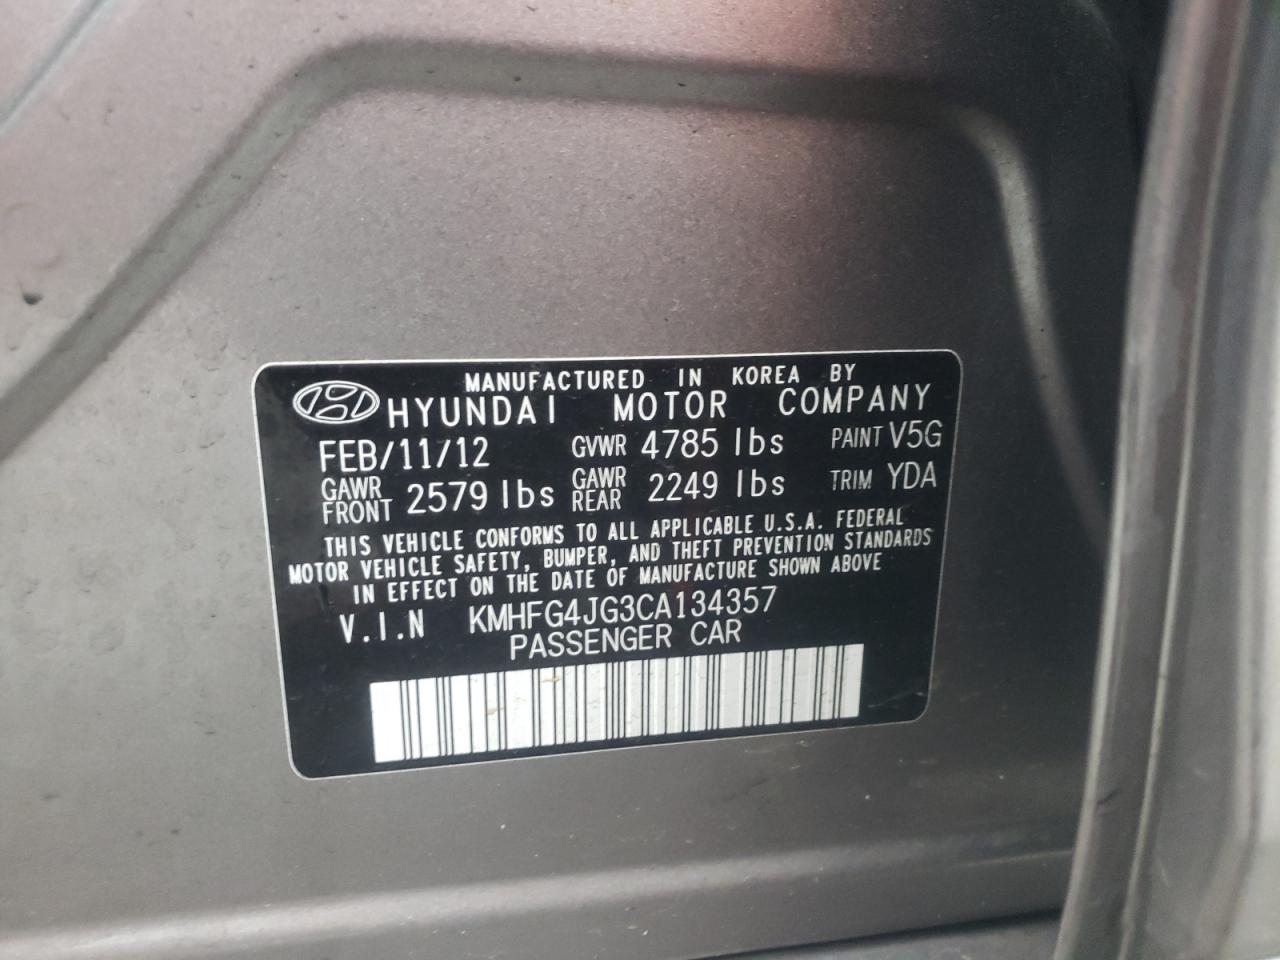 MANUFACTURED IN KOREA BY
HYUNDAI MOTOR COMPANY
FEB/11/12 GVWR 4785 lbs PAINT V5G
GAWR FRONT 2579 lbs GAWR REAR 2249 lbs TRIM YDA
THIS VEHICLE CONFORMS TO ALL APPLICABLE U.S.A. FEDERAL
MOTOR VEHICLE SAFETY, BUMPER, AND THEFT PREVENTION STANDARDS
IN EFFECT ON THE DATE OF MANUFACTURE SHOWN ABOVE
V.I.N KMHFG4JG3CA134357
PASSENGER CAR